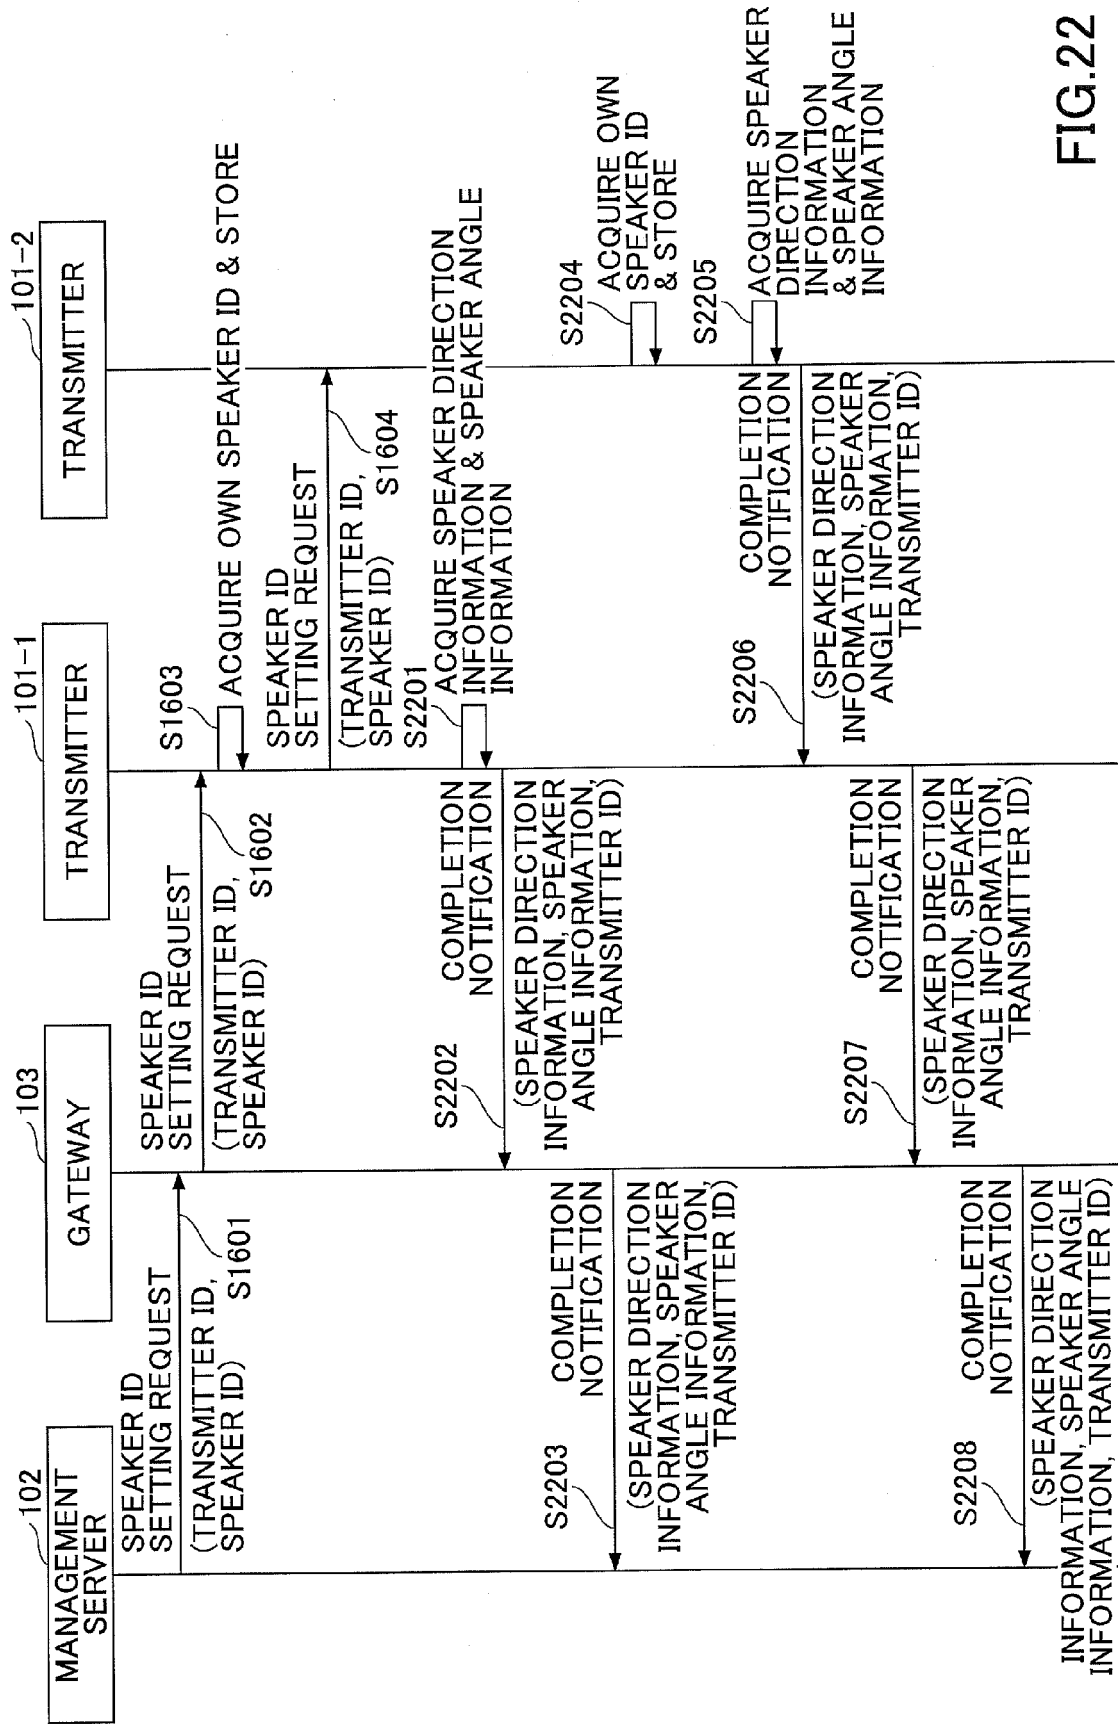 102
MANAGEMENT
SERVER
103
GATEWAY
101-1
TRANSMITTER
101-2
TRANSMITTER
SPEAKER ID
SETTING REQUEST
(TRANSMITTER ID,
SPEAKER ID)
S1601
SPEAKER ID
SETTING REQUEST
(TRANSMITTER ID,
SPEAKER ID)
S1602
S1603
ACQUIRE OWN SPEAKER ID & STORE
SPEAKER ID
SETTING REQUEST
(TRANSMITTER ID,
SPEAKER ID)
S1604
S2201
ACQUIRE SPEAKER DIRECTION
INFORMATION & SPEAKER ANGLE
INFORMATION
COMPLETION
NOTIFICATION
S2202
(SPEAKER DIRECTION
INFORMATION, SPEAKER
ANGLE INFORMATION,
TRANSMITTER ID)
COMPLETION
NOTIFICATION
S2203
(SPEAKER DIRECTION
INFORMATION, SPEAKER
ANGLE INFORMATION,
TRANSMITTER ID)
S2204
ACQUIRE OWN
SPEAKER ID
& STORE
S2205
ACQUIRE SPEAKER
DIRECTION
INFORMATION
& SPEAKER ANGLE
INFORMATION
COMPLETION
NOTIFICATION
S2206
(SPEAKER DIRECTION
INFORMATION, SPEAKER
ANGLE INFORMATION,
TRANSMITTER ID)
COMPLETION
NOTIFICATION
S2207
(SPEAKER DIRECTION
INFORMATION, SPEAKER
ANGLE INFORMATION,
TRANSMITTER ID)
COMPLETION
NOTIFICATION
S2208
(SPEAKER DIRECTION
INFORMATION, SPEAKER ANGLE
INFORMATION, TRANSMITTER ID)
FIG.22